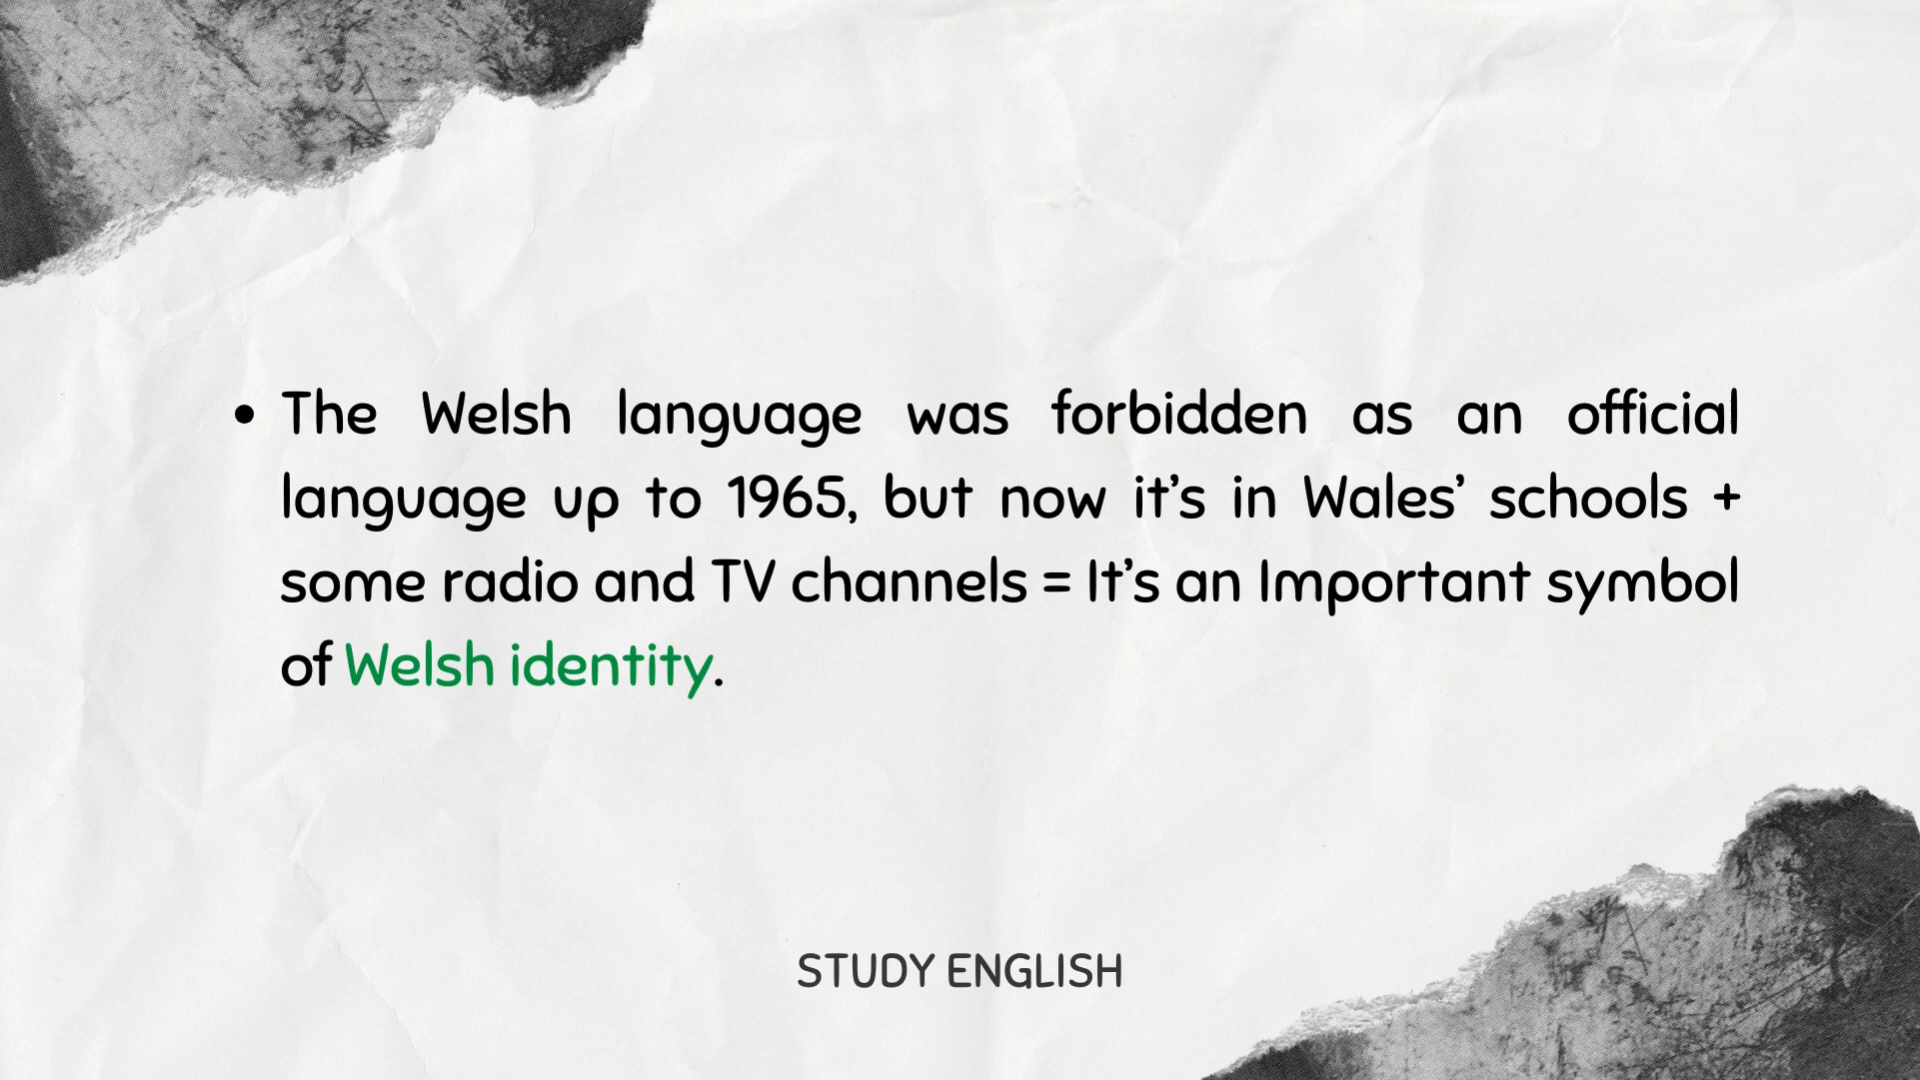 • The Welsh language was forbidden as an official
language up to 1965, but now it’s in Wales’ schools +
some radio and TV channels = It’s an Important symbol
of Welsh identity.
STUDY ENGLISH